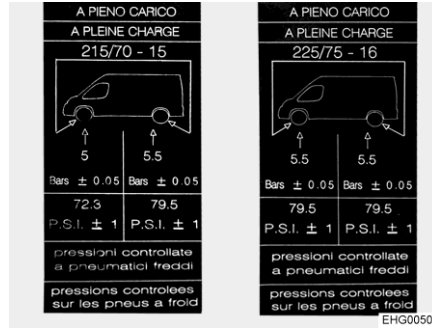 A PIENO CARICO
A PLEINE CHARGE
215/70 - 15
5 5.5
Bars ± 0.05 Bars ± 0.05
72.3 79.5
P.S.I. ± 1 P.S.I. ± 1
pressioni controllate
a pneumatici freddi
pressions controlees
sur les pneus a froid
A PIENO CARICO
A PLEINE CHARGE
225/75 - 16
5.5 5.5
Bars ± 0.05 Bars ± 0.05
79.5 79.5
P.S.I. ± 1 P.S.I. ± 1
pressioni controllate
a pneumatici freddi
pressions controlees
sur les pneus a froid
EHG0050